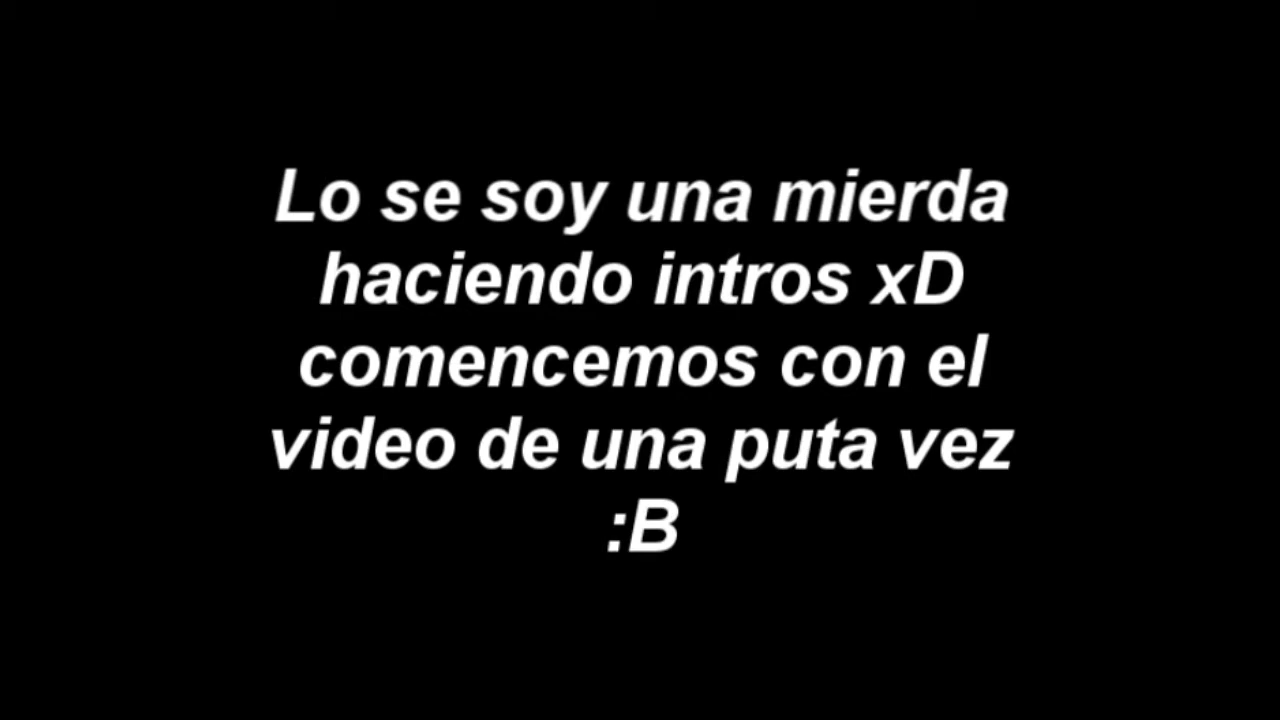 Lo se soy una mierda
haciendo intros xD
comencemos con el
video de una puta vez
:B